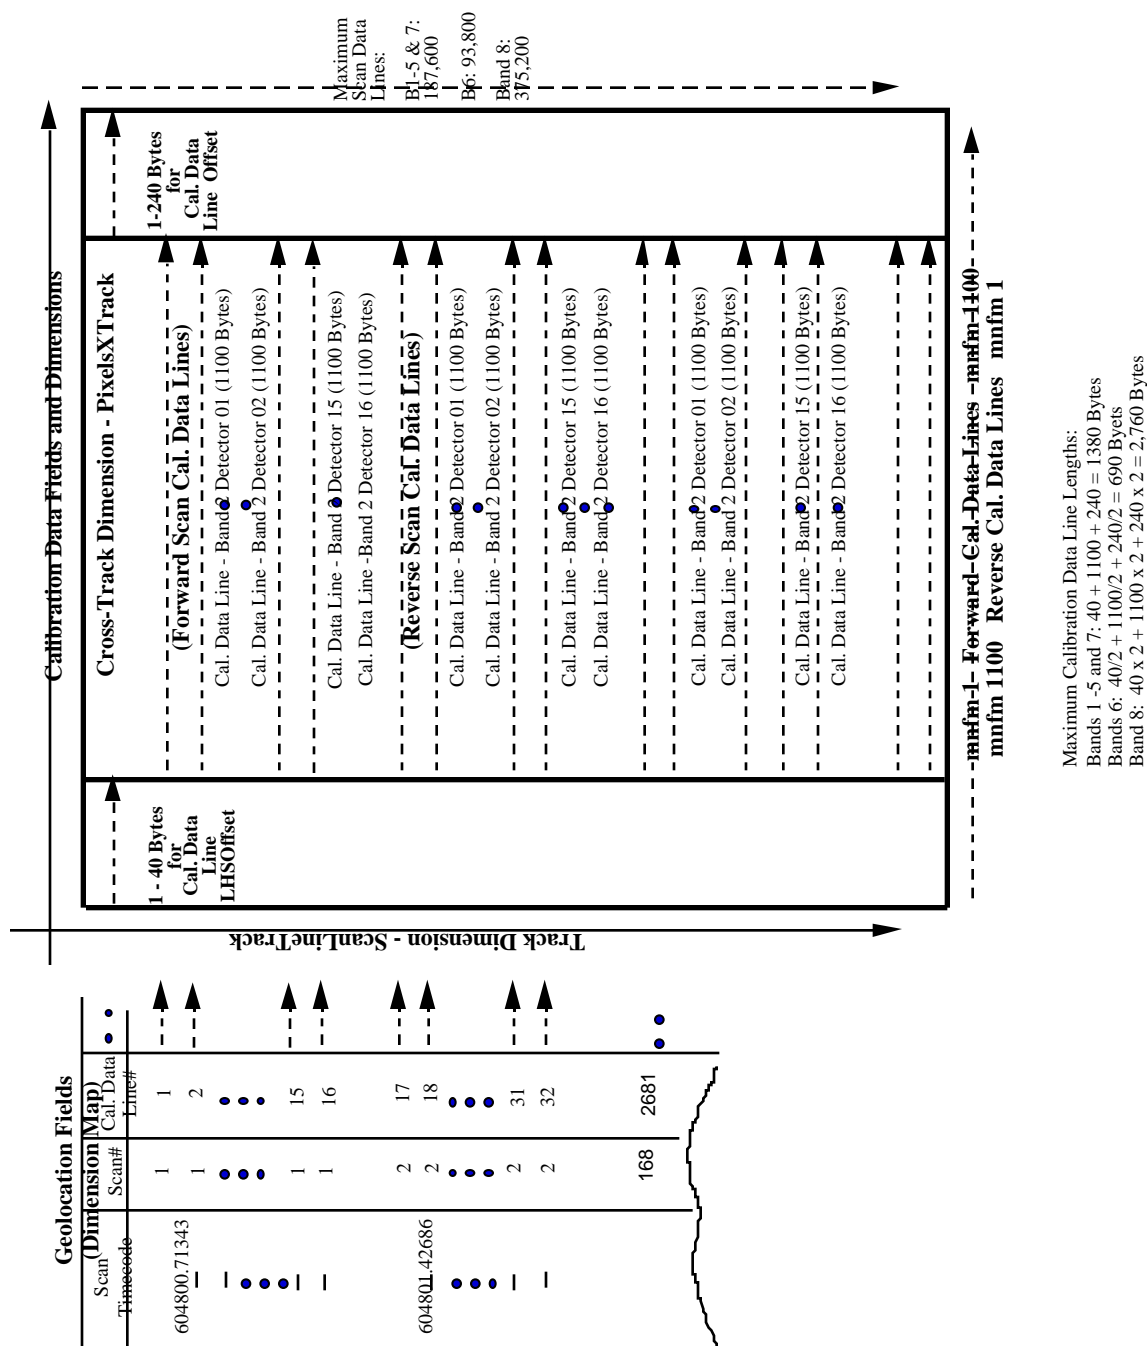 Calibration Data Fields and Dimensions
Geolocation Fields
(Dimension Map)
Scan
Timecode
Scan#
Cal. Data
Line#
604800.71343
1
1
1
2
1
15
1
16
604801.42686
2
17
2
18
2
31
2
32
168
2681
Track Dimension - ScanLineTrack
1 - 40 Bytes
for
Cal. Data
Line
LHSOffset
Cross-Track Dimension - PixelsXTrack
(Forward Scan Cal. Data Lines)
Cal. Data Line - Band 2 Detector 01 (1100 Bytes)
Cal. Data Line - Band 2 Detector 02 (1100 Bytes)
Cal. Data Line - Band 2 Detector 15 (1100 Bytes)
Cal. Data Line - Band 2 Detector 16 (1100 Bytes)
(Reverse Scan Cal. Data Lines)
Cal. Data Line - Band 2 Detector 01 (1100 Bytes)
Cal. Data Line - Band 2 Detector 02 (1100 Bytes)
Cal. Data Line - Band 2 Detector 15 (1100 Bytes)
Cal. Data Line - Band 2 Detector 16 (1100 Bytes)
Cal. Data Line - Band 2 Detector 01 (1100 Bytes)
Cal. Data Line - Band 2 Detector 02 (1100 Bytes)
Cal. Data Line - Band 2 Detector 15 (1100 Bytes)
Cal. Data Line - Band 2 Detector 16 (1100 Bytes)
1-240 Bytes
for
Cal. Data
Line Offset
Maximum
Scan Data
Lines:
B1-5 & 7:
187,600
B6: 93,800
Band 8:
375,200
mnfm 1 Forward Cal. Data Lines mnfm 1100
mnfm 1100 Reverse Cal. Data Lines mnfm 1
Maximum Calibration Data Line Lengths:
Bands 1 -5 and 7: 40 + 1100 + 240 = 1380 Bytes
Bands 6: 40/2 + 1100/2 + 240/2 = 690 Byets
Band 8: 40 x 2 + 1100 x 2 + 240 x 2 = 2,760 Bytes